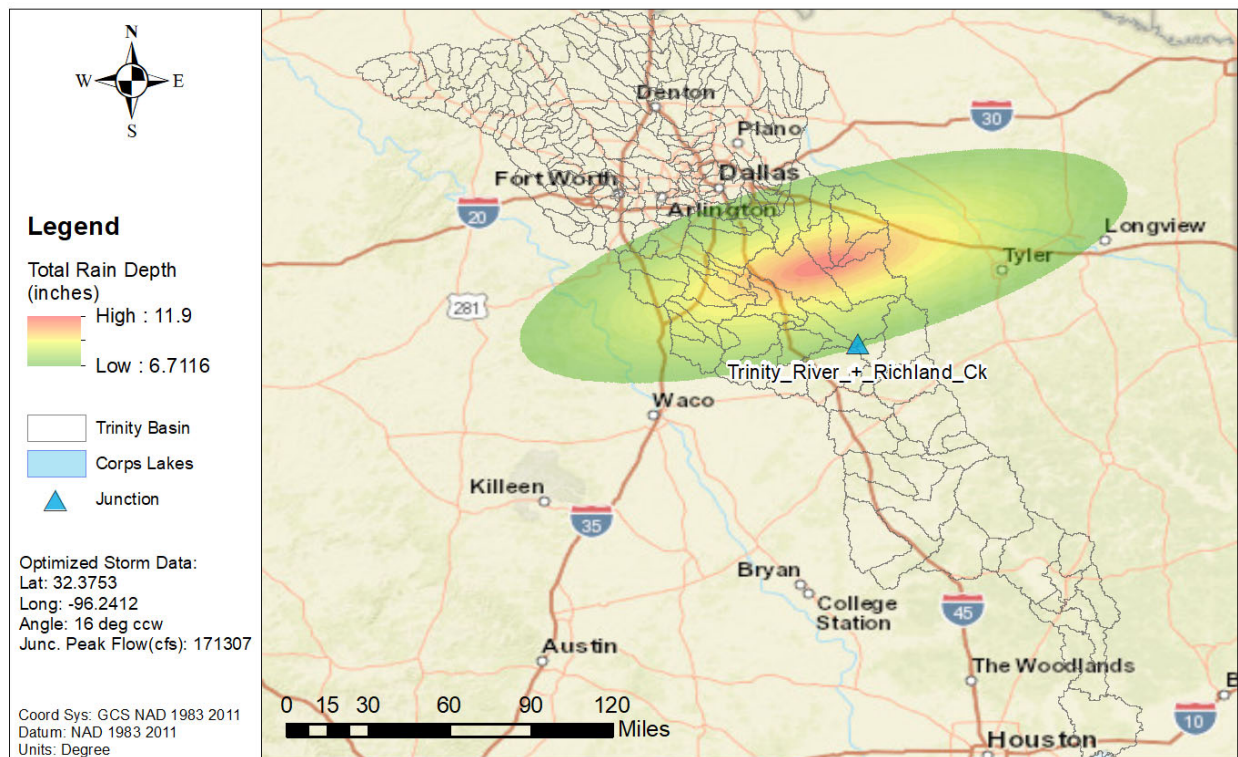 N
W
E
S
Legend
Total Rain Depth
(inches)
High : 11.9
Low : 6.7116
Trinity Basin
Corps Lakes
Junction
Optimized Storm Data:
Lat: 32.3753
Long: -96.2412
Angle: 16 deg ccw
Junc. Peak Flow(cfs): 171307
Coord Sys: GCS NAD 1983 2011
Datum: NAD 1983 2011
Units: Degree
Denton
30
Plano
Dallas
Fort Worth
20
Arlington
Longview
Tyler
281
Trinity_River_+_Richland_Ck
Waco
Killeen
35
Bryan
College
Station
45
Austin
The Woodlands
B
10
Houston
0 15 30 60 90 120
Miles